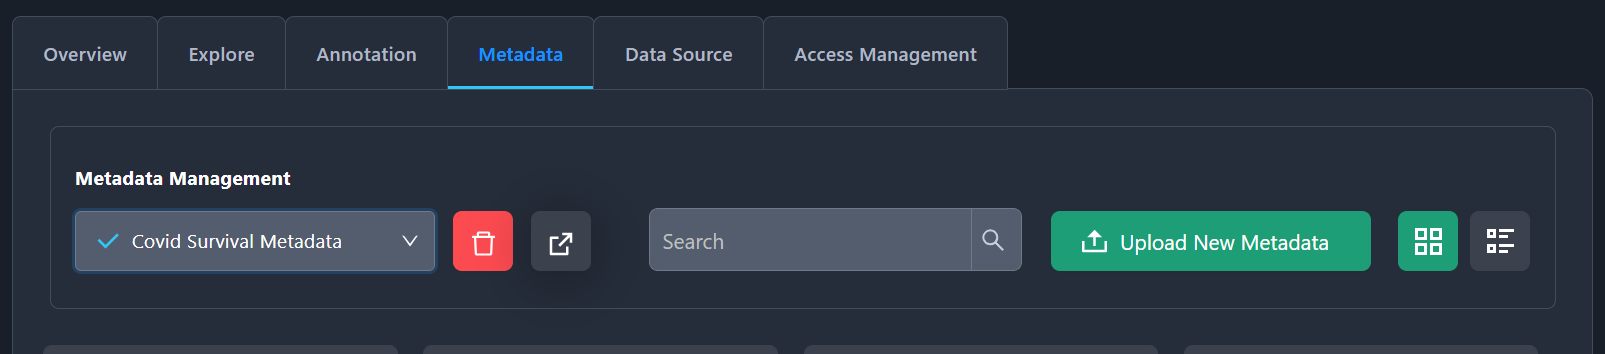 Overview Explore Annotation Metadata Data Source Access Management
Metadata Management
Covid Survival Metadata Search Upload New Metadata